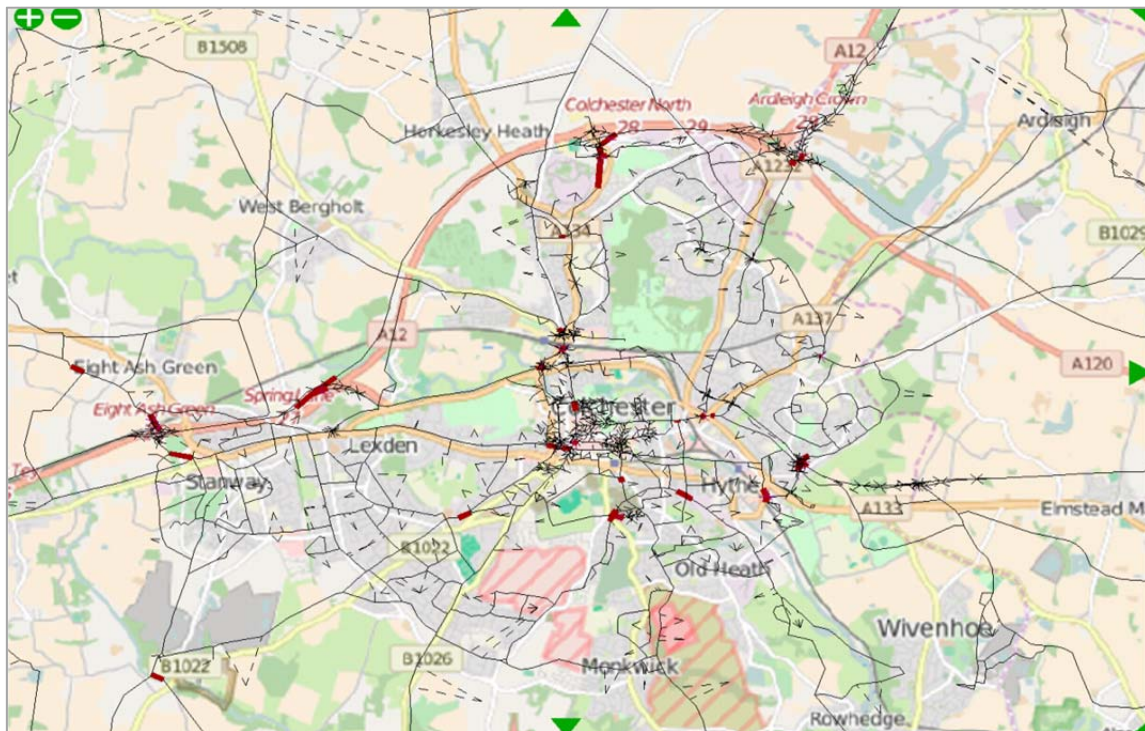 B1508
A12
Colchester North
28
29
Ardleigh Crown
29
Horkesley Heath
Ardleigh
A1232
West Bergholt
A134
B1029
A12
A137
A120
Eight Ash Green
Spring Lane
Eight Ash Green
27
Colchester
Lexden
Stanway
Hythe
A133
Elmstead M
B1022
Old Heath
Wivenhoe
B1022
B1026
Monkwick
Rowhedge